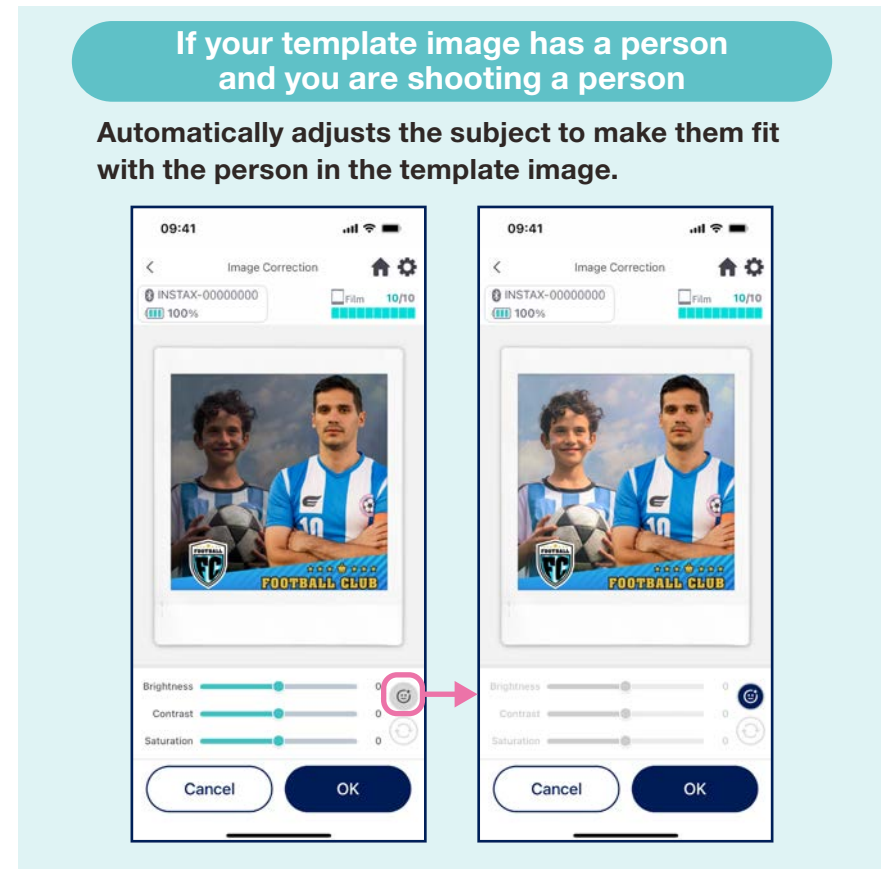 If your template image has a person
and you are shooting a person
Automatically adjusts the subject to make them fit
with the person in the template image.
09:41
Image Correction
INSTAX-00000000
100%
Film 10/10
10
FOOTBALL
FC
FOOTBALL CLUB
Brightness 0
Contrast 0
Saturation 0
Cancel
OK
09:41
Image Correction
INSTAX-00000000
100%
Film 10/10
10
FOOTBALL
FC
FOOTBALL CLUB
Brightness 0
Contrast 0
Saturation 0
Cancel
OK